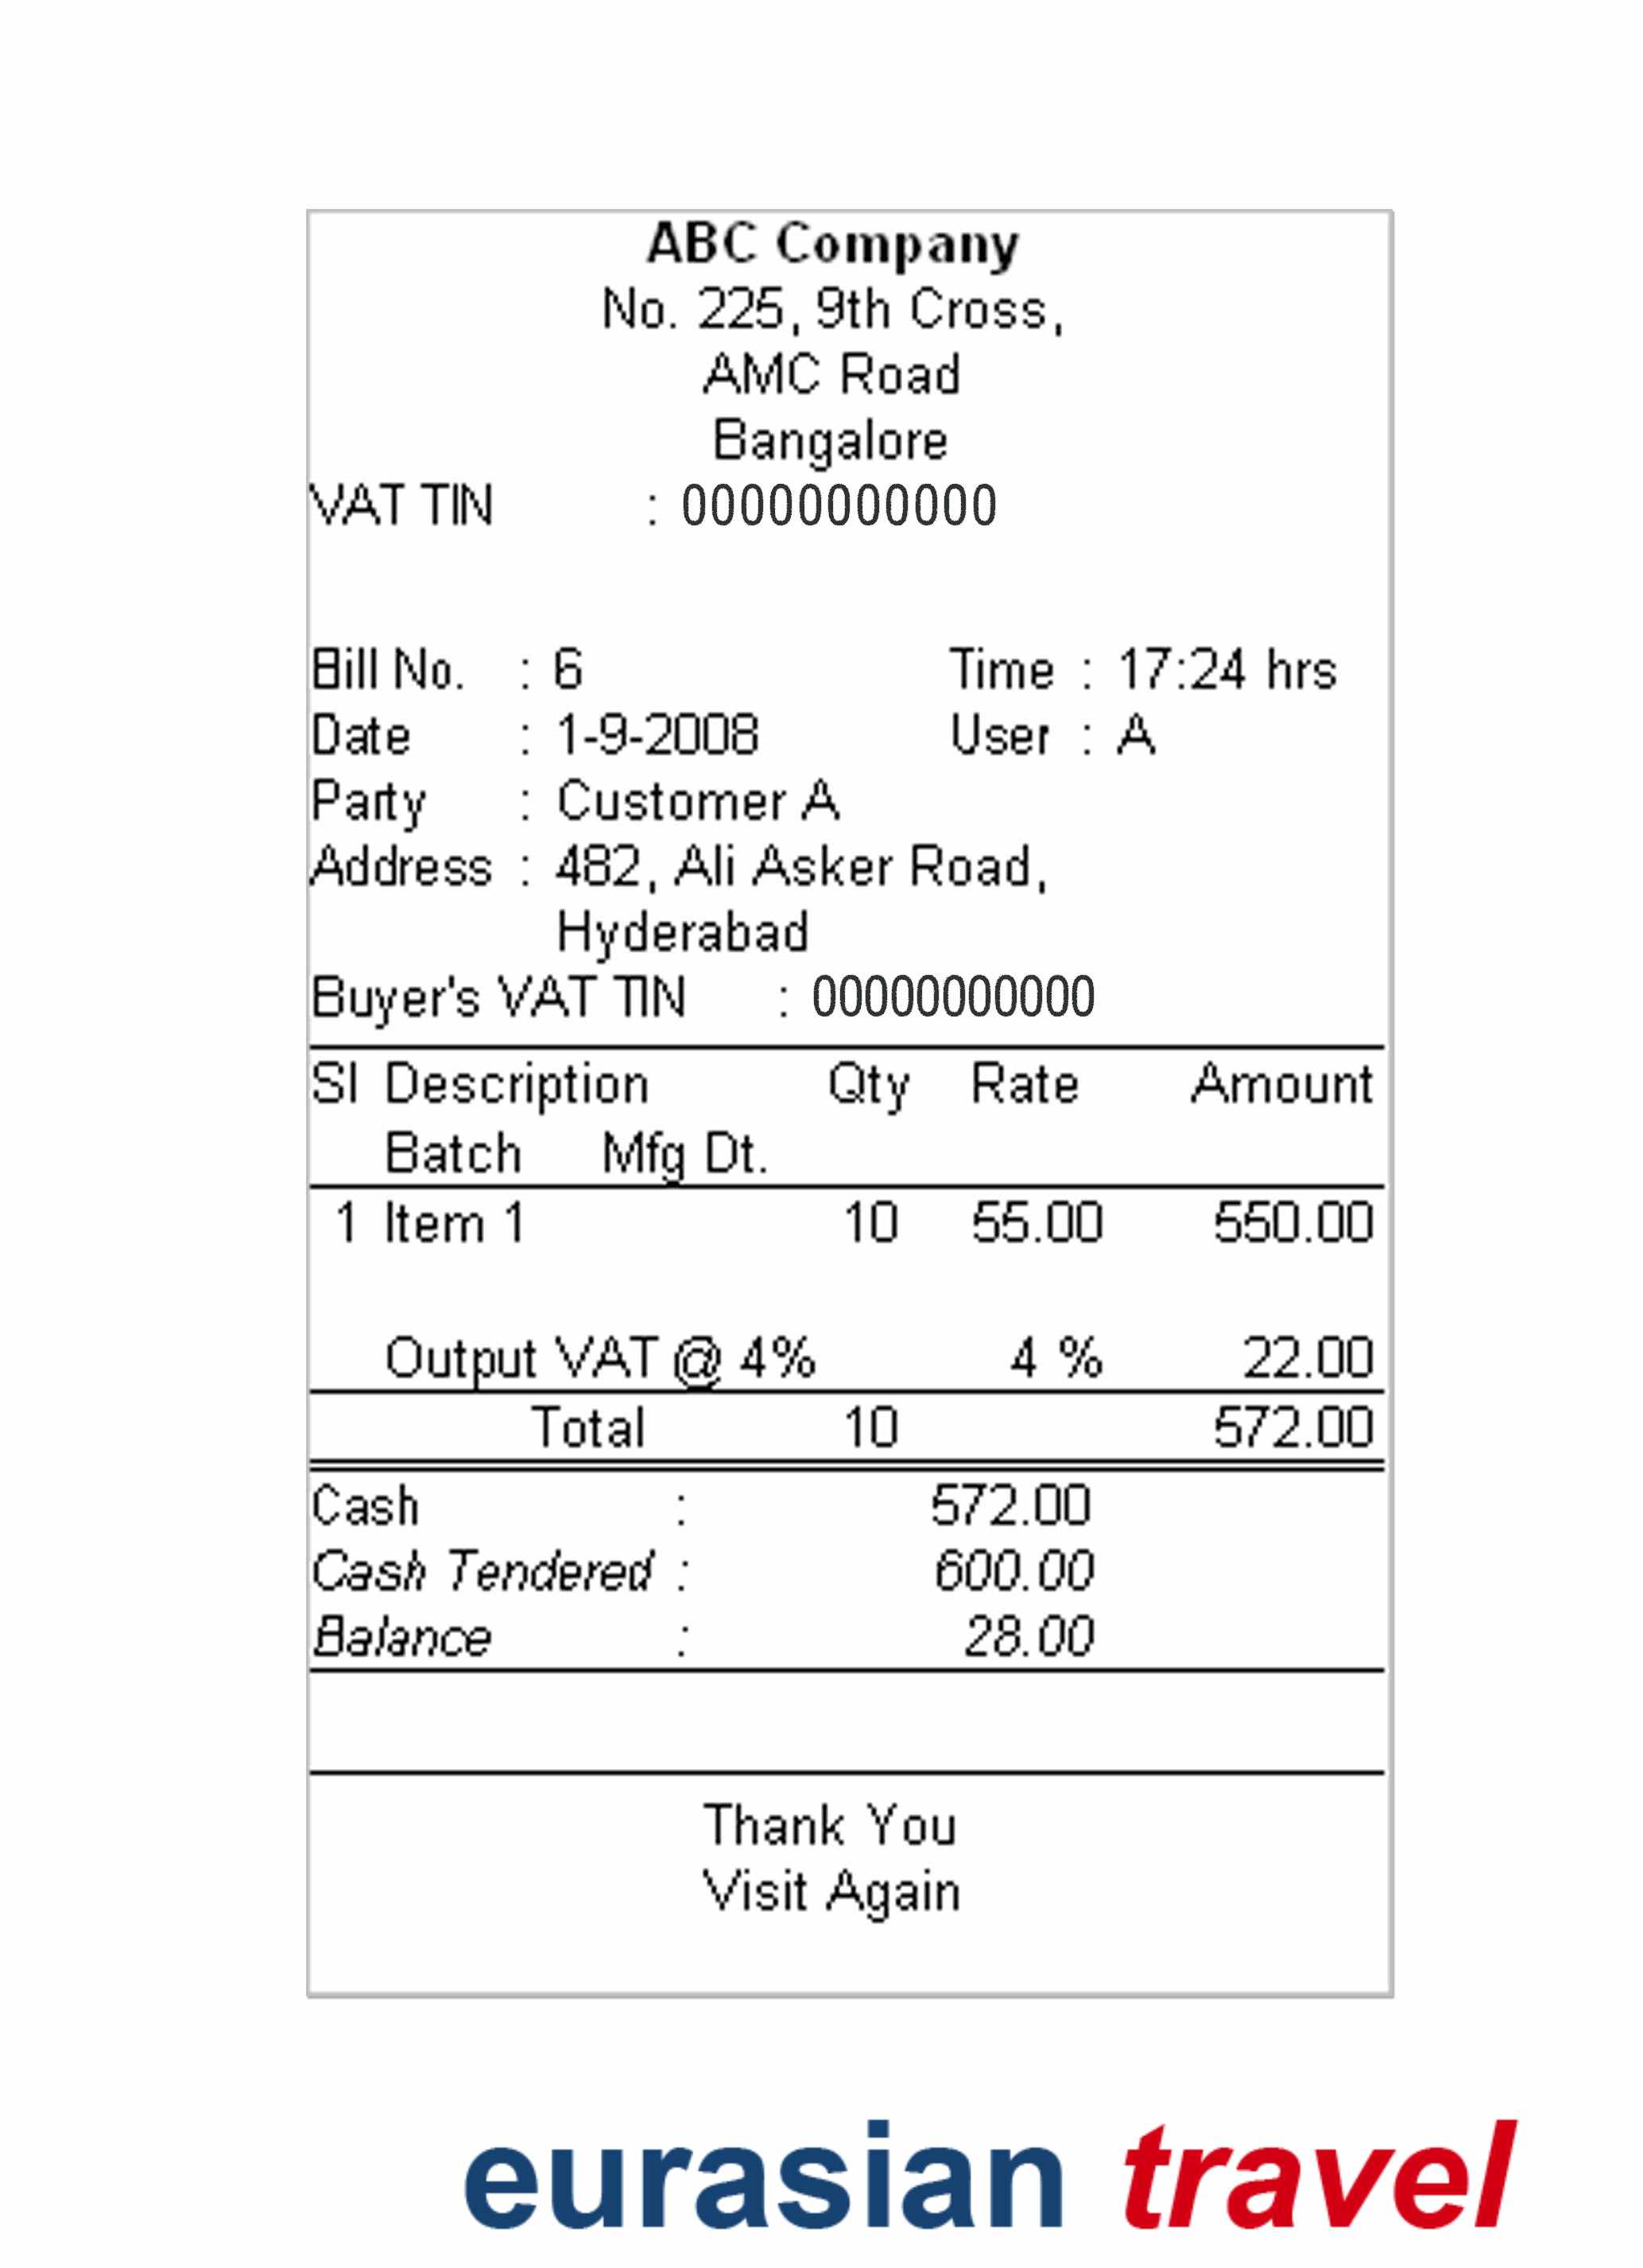 ABC Company
No. 225, 9th Cross,
AMC Road
Bangalore
VAT TIN : 00000000000
Bill No. : 6 Time : 17:24 hrs
Date : 1-9-2008 User : A
Party : Customer A
Address : 482, Ali Asker Road,
Hyderabad
Buyer's VAT TIN : 00000000000
Sl Description Qty Rate Amount
Batch Mfg Dt.
1 Item 1 10 55.00 550.00
Output VAT @ 4% 4 % 22.00
Total 10 572.00
Cash : 572.00
Cash Tendered : 600.00
Balance : 28.00
Thank You
Visit Again
eurasian travel